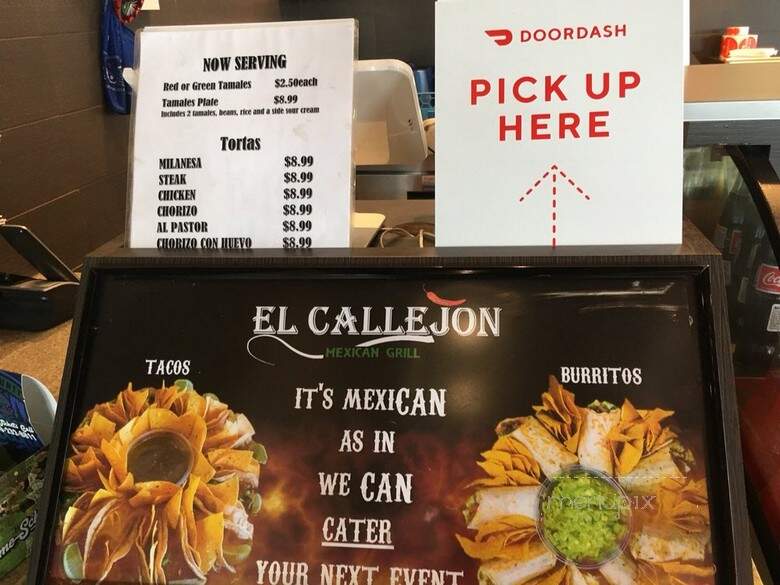 NOW SERVING
Red or Green Tamales $2.50each
Tamales Plate $8.99
Includes 2 tamales, beans, rice and a side sour cream
Tortas
MILANESA $8.99
STEAK $8.99
CHICKEN $8.99
CHORIZO $8.99
AL PASTOR $8.99
CHORIZO CON HUEVO $8.99
DOORDASH
PICK UP
HERE
EL CALLEJON
MEXICAN GRILL
TACOS
BURRITOS
IT'S MEXICAN
AS IN
WE CAN
CATER
YOUR NEXT EVENT
menupix